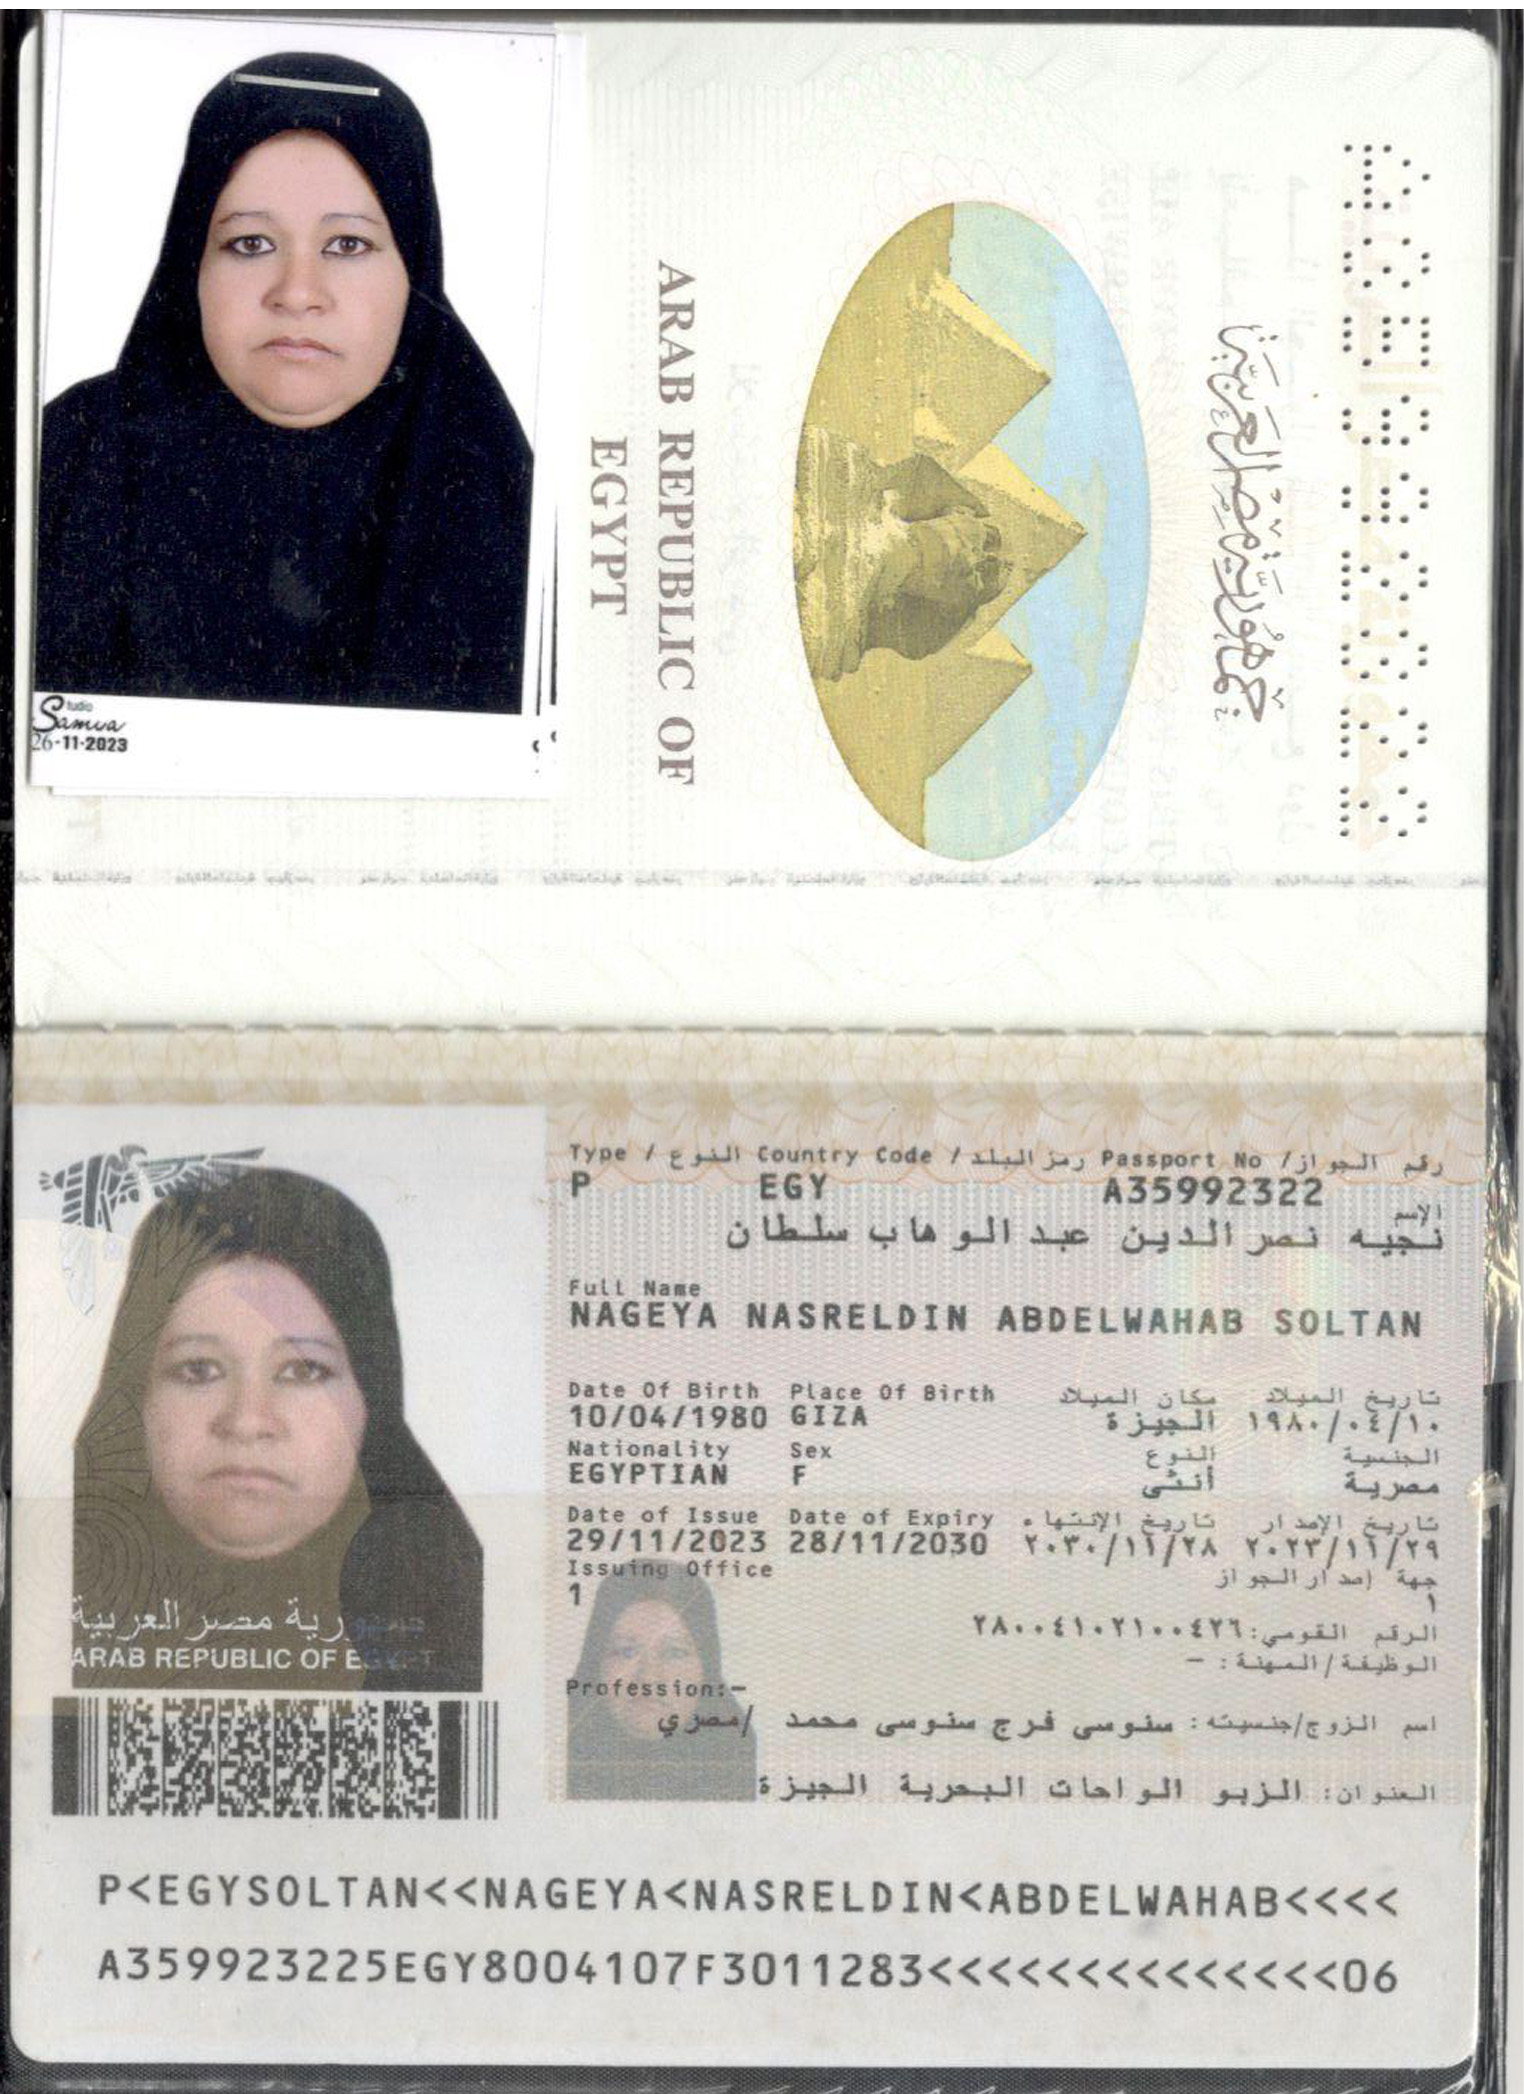 Studio
Samwa
26-11-2023
ARAB REPUBLIC OF
EGYPT
جمهورية مصر العربية
A35992322
Type / النوع Country Code / رمز البلد Passport No / رقم الجواز
P EGY A35992322
الإسم
نجيه نصر الدين عبد الوهاب سلطان
Full Name
NAGEYA NASRELDIN ABDELWAHAB SOLTAN
Date Of Birth Place Of Birth مكان الميلاد تاريخ الميلاد
10/04/1980 GIZA الجيزة ١٩٨٠/٠٤/١٠
Nationality Sex النوع الجنسية
EGYPTIAN F أنثى مصرية
Date of Issue Date of Expiry تاريخ الإنتهاء تاريخ الإصدار
29/11/2023 28/11/2030 ٢٠٣٠/١١/٢٨ ٢٠٢٣/١١/٢٩
Issuing Office جهة إصدار الجواز
1 ١
الرقم القومي: ٢٨٠٠٤١٠٢١٠٠٤٢٦
الوظيفة/المهنة: -
Profession:-
اسم الزوج/جنسيته: سنوسى فرج سنوسى محمد /مصري
العنوان: الزبو الواحات البحرية الجيزة
جمهورية مصر العربية
ARAB REPUBLIC OF EGYPT
P<EGYSOLTAN<<NAGEYA<NASRELDIN<ABDELWAHAB<<<<
A359923225EGY8004107F3011283<<<<<<<<<<<<<<06